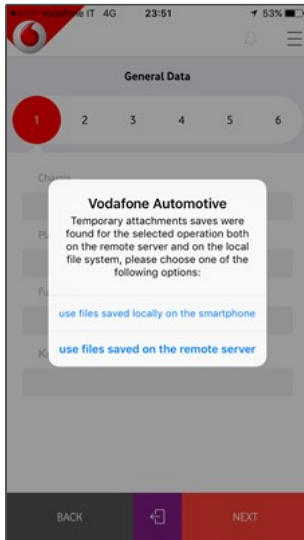 vodafone IT 4G 23:51 53%
General Data
1 2 3 4 5 6
Vodafone Automotive
Temporary attachments saves were
found for the selected operation both
on the remote server and on the local
file system, please choose one of the
following options:
use files saved locally on the smartphone
use files saved on the remote server
BACK NEXT